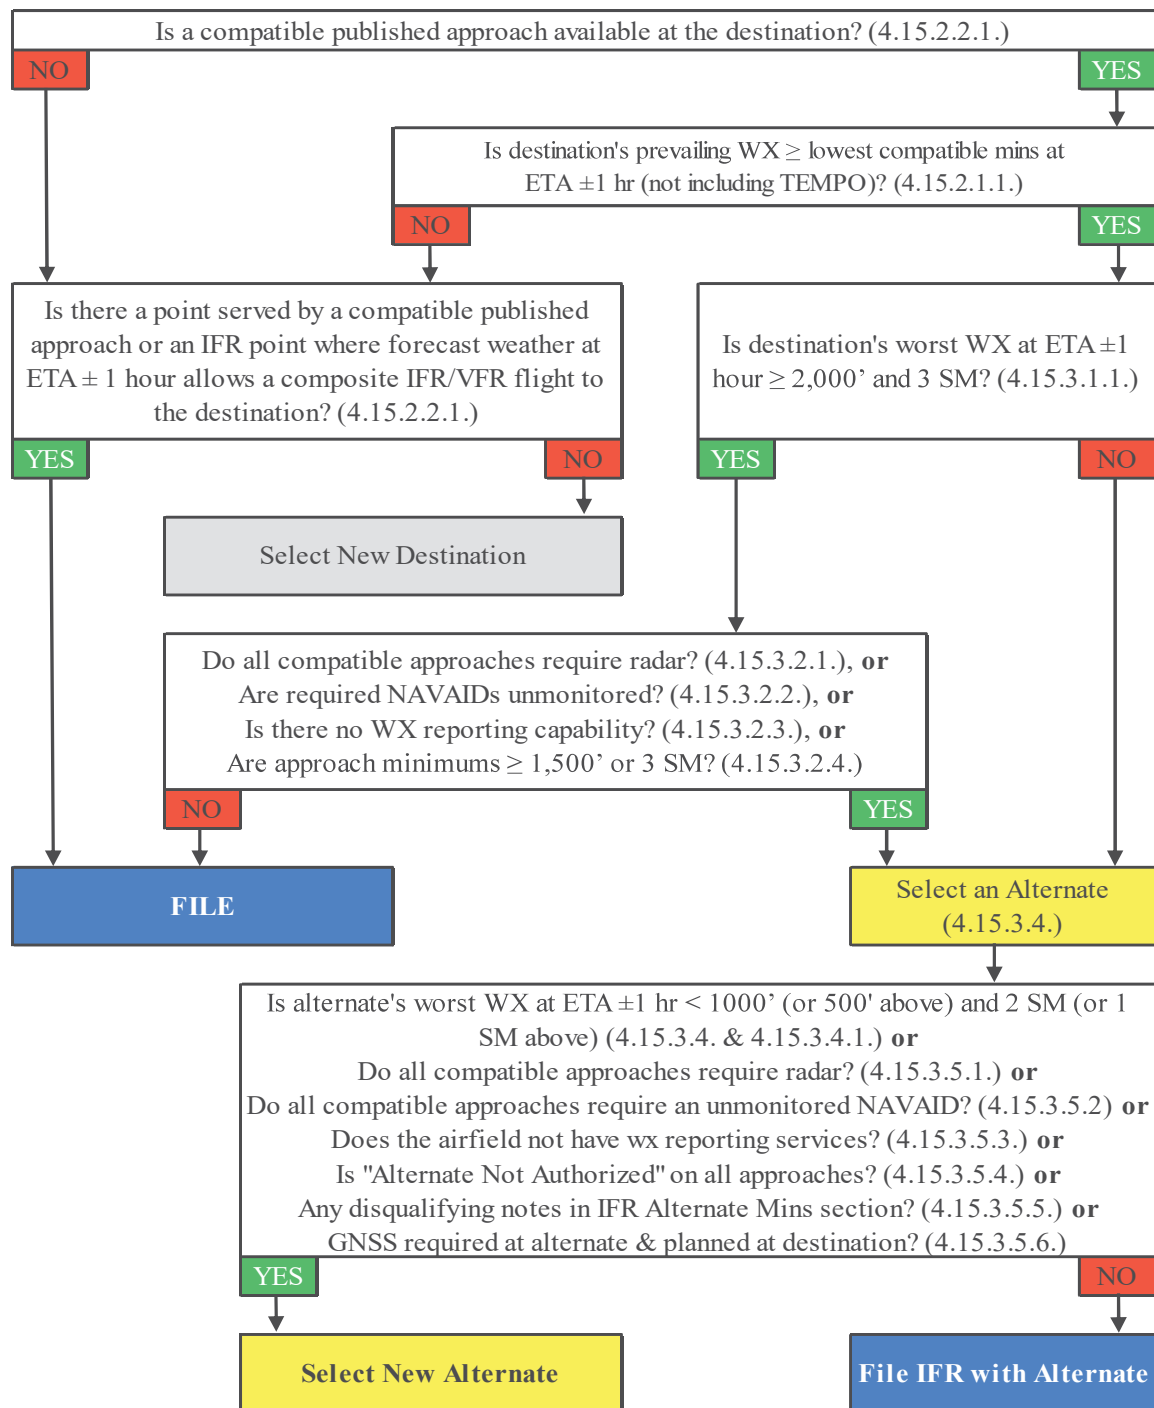 Is a compatible published approach available at the destination? (4.15.2.2.1.)
NO
YES
Is destination's prevailing WX ≥ lowest compatible mins at
ETA ±1 hr (not including TEMPO)? (4.15.2.1.1.)
NO
YES
Is there a point served by a compatible published
approach or an IFR point where forecast weather at
ETA ± 1 hour allows a composite IFR/VFR flight to
the destination? (4.15.2.2.1.)
YES
NO
Is destination's worst WX at ETA ±1
hour ≥ 2,000’ and 3 SM? (4.15.3.1.1.)
YES
NO
Select New Destination
Do all compatible approaches require radar? (4.15.3.2.1.), or
Are required NAVAIDs unmonitored? (4.15.3.2.2.), or
Is there no WX reporting capability? (4.15.3.2.3.), or
Are approach minimums ≥ 1,500’ or 3 SM? (4.15.3.2.4.)
NO
YES
FILE
Select an Alternate
(4.15.3.4.)
Is alternate's worst WX at ETA ±1 hr < 1000’ (or 500' above) and 2 SM (or 1
SM above) (4.15.3.4. & 4.15.3.4.1.) or
Do all compatible approaches require radar? (4.15.3.5.1.) or
Do all compatible approaches require an unmonitored NAVAID? (4.15.3.5.2) or
Does the airfield not have wx reporting services? (4.15.3.5.3.) or
Is "Alternate Not Authorized" on all approaches? (4.15.3.5.4.) or
Any disqualifying notes in IFR Alternate Mins section? (4.15.3.5.5.) or
GNSS required at alternate & planned at destination? (4.15.3.5.6.)
YES
NO
Select New Alternate
File IFR with Alternate